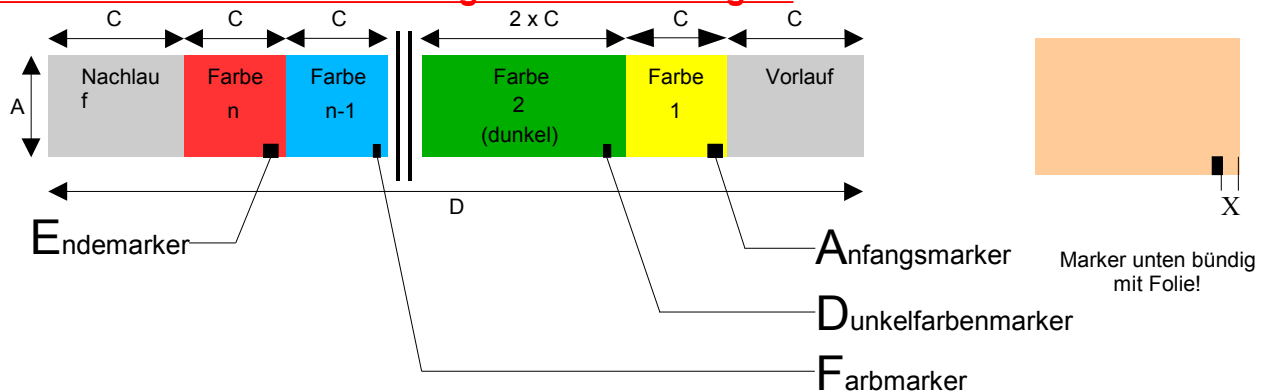 C C C 2 x C C C
A
Nachlau
f
Farbe
n
Farbe
n-1
Farbe
2
(dunkel)
Farbe
1
Vorlauf
D
X
Endemarker
Anfangsmarker
Marker unten bündig
mit Folie!
Dunkelfarbenmarker
Farbmarker